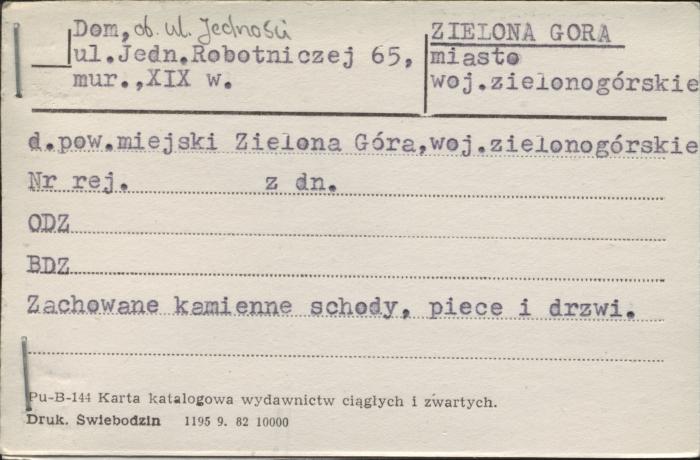 Dom, ob. ul. Jedności
ul.Jedn.Robotniczej 65,
mur.,XIX w.
ZIELONA GORA
miasto
woj.zielonogórskie
d.pow.miejski Zielona Góra,woj.zielonogórskie
Nr rej. z dn.
ODZ
BDZ
Zachowane kamienne schody, piece i drzwi.
Pu-B-144 Karta katalogowa wydawnictw ciągłych i zwartych.
Druk. Świebodzin 1195 9. 82 10000